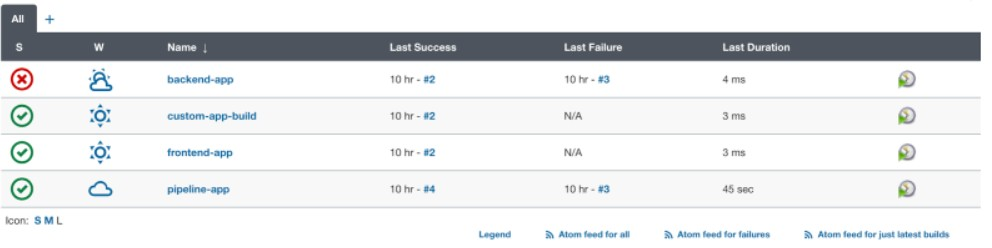 All +
S W Name ↓ Last Success Last Failure Last Duration
backend-app 10 hr - #2 10 hr - #3 4 ms
custom-app-build 10 hr - #2 N/A 3 ms
frontend-app 10 hr - #2 N/A 3 ms
pipeline-app 10 hr - #4 10 hr - #3 45 sec
Icon: S M L
Legend Atom feed for all Atom feed for failures Atom feed for just latest builds